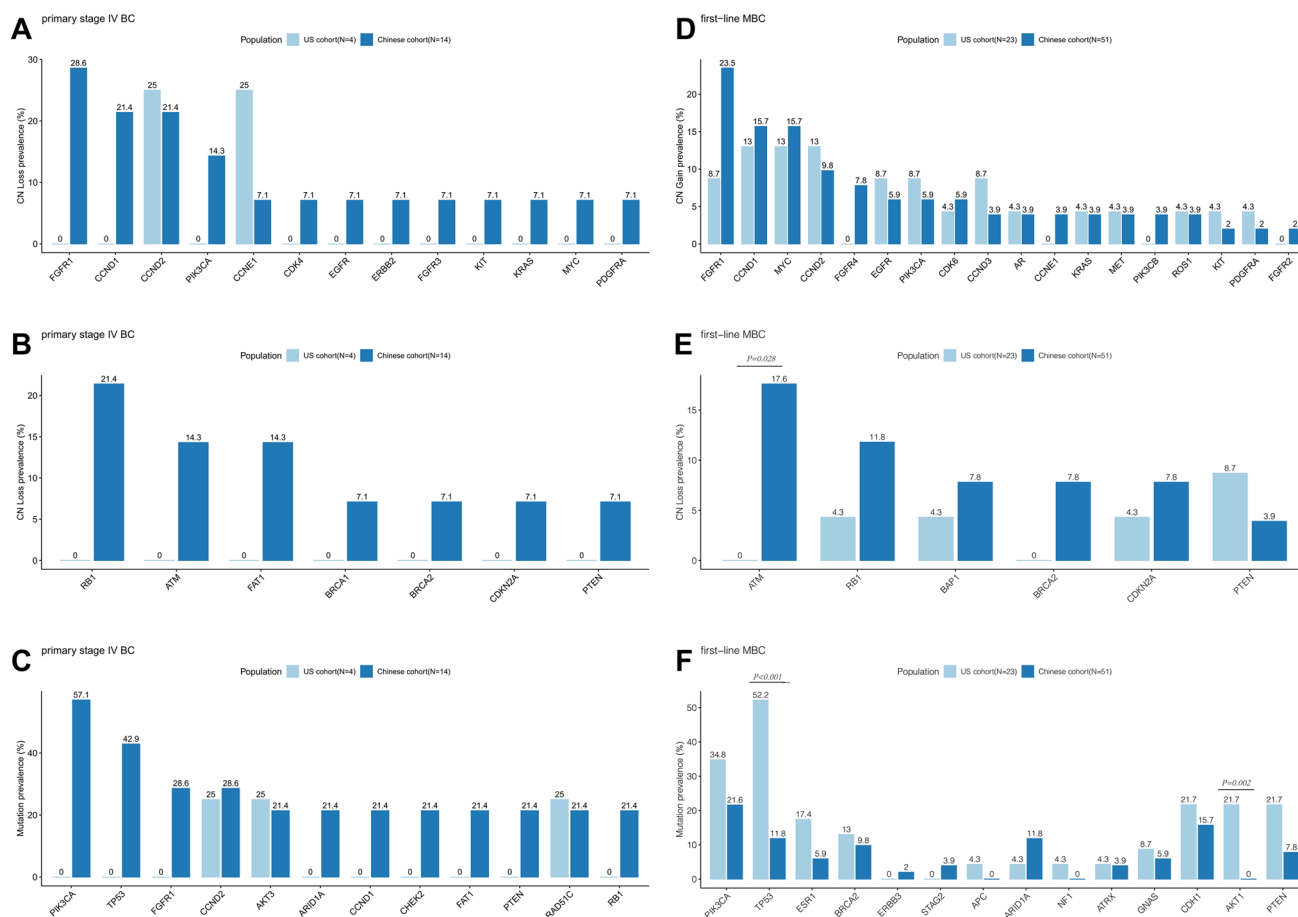 A primary stage IV BC
Population US cohort(N=4) Chinese cohort(N=14)
CN Loss prevalence (%)
30
20
10
0
0 28.6 0 21.4 25 21.4 0 14.3 25 7.1 0 7.1 0 7.1 0 7.1 0 7.1 0 7.1 0 7.1 0 7.1 0 7.1
FGFR1 CCND1 CCND2 PIK3CA CCNE1 CDK4 EGFR ERBB2 FGFR3 KIT KRAS MYC PDGFRA
B primary stage IV BC
Population US cohort(N=4) Chinese cohort(N=14)
CN Loss prevalence (%)
20
15
10
5
0
0 21.4 0 14.3 0 14.3 0 7.1 0 7.1 0 7.1 0 7.1
RB1 ATM FAT1 BRCA1 BRCA2 CDKN2A PTEN
C primary stage IV BC
Population US cohort(N=4) Chinese cohort(N=14)
Mutation prevalence (%)
40
20
0
0 57.1 0 42.9 0 28.6 25 28.6 25 21.4 0 21.4 0 21.4 0 21.4 0 21.4 0 21.4 25 21.4 0 21.4
PIK3CA TP53 FGFR1 CCND2 AKT3 ARID1A CCND1 CHEK2 FAT1 PTEN RAD51C RB1
D first-line MBC
Population US cohort(N=23) Chinese cohort(N=51)
CN Gain prevalence (%)
20
15
10
5
0
8.7 23.5 13 15.7 13 15.7 13 9.8 0 7.8 8.7 5.9 8.7 5.9 4.3 5.9 8.7 3.9 4.3 3.9 0 3.9 4.3 3.9 4.3 3.9 0 3.9 4.3 3.9 4.3 2 4.3 2 0 2
FGFR1 CCND1 MYC CCND2 FGFR4 EGFR PIK3CA CDK6 CCND3 AR CCNE1 KRAS MET PIK3CB ROS1 KIT PDGFRA FGFR2
E first-line MBC
Population US cohort(N=23) Chinese cohort(N=51)
P=0.028
CN Loss prevalence (%)
15
10
5
0
0 17.6 4.3 11.8 4.3 7.8 0 7.8 4.3 7.8 8.7 3.9
ATM RB1 BAP1 BRCA2 CDKN2A PTEN
F first-line MBC
Population US cohort(N=23) Chinese cohort(N=51)
P<0.001
P=0.002
Mutation prevalence (%)
50
40
30
20
10
0
34.8 21.6 52.2 11.8 17.4 5.9 13 9.8 0 2 0 3.9 4.3 0 4.3 11.8 4.3 0 4.3 3.9 8.7 5.9 21.7 15.7 21.7 0 21.7 7.8
PIK3CA TP53 ESR1 BRCA2 ERBB3 STAG2 APC ARID1A NF1 ATRX GNAS CDH1 AKT1 PTEN